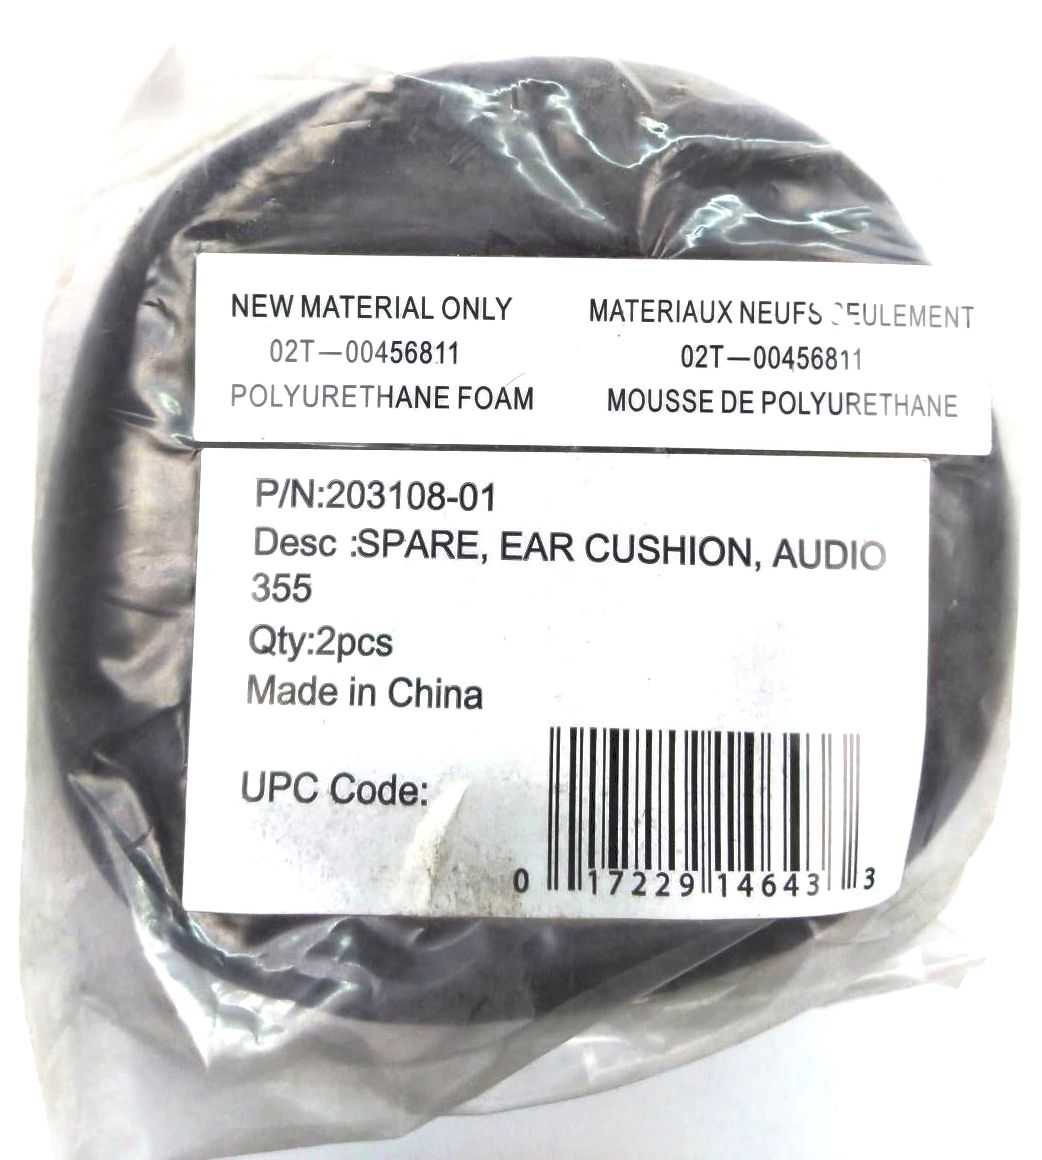 NEW MATERIAL ONLY
02T—00456811
POLYURETHANE FOAM
MATERIAUX NEUFS SEULEMENT
02T—00456811
MOUSSE DE POLYURETHANE
P/N:203108-01
Desc :SPARE, EAR CUSHION, AUDIO
355
Qty:2pcs
Made in China
UPC Code:
0 17229 14643 3